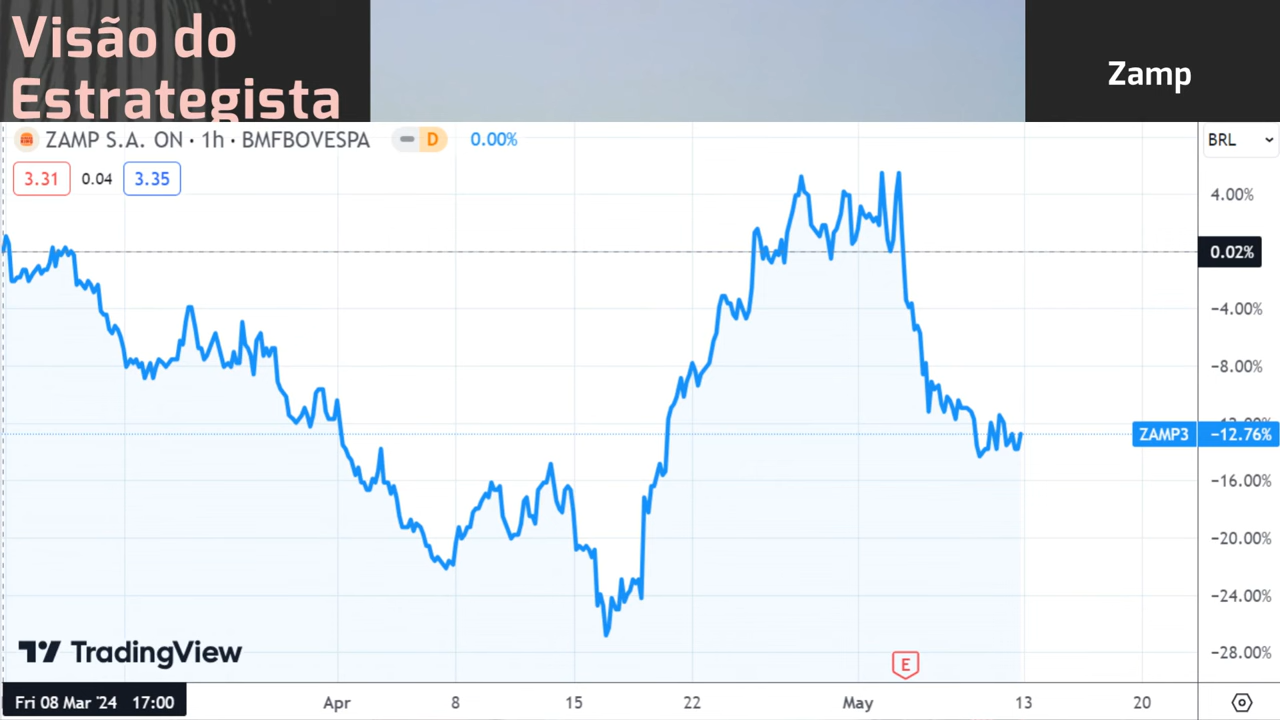 Visão do
Estrategista
Zamp
ZAMP S.A. ON · 1h · BMFBOVESPA
D
0.00%
BRL
3.31
0.04
3.35
4.00%
0.02%
−4.00%
−8.00%
ZAMP3
−12.76%
−16.00%
−20.00%
−24.00%
−28.00%
TradingView
E
Fri 08 Mar '24 17:00
Apr
8
15
22
May
13
20